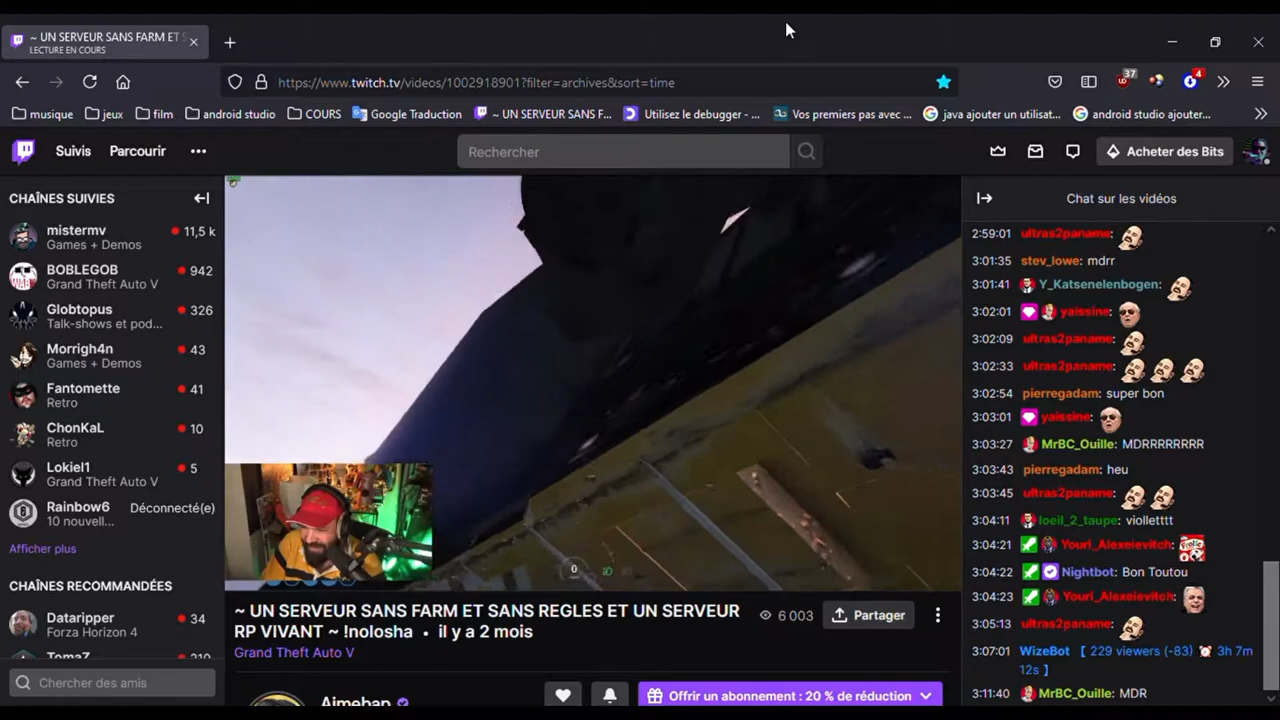 ~ UN SERVEUR SANS FARM ET S
LECTURE EN COURS
https://www.twitch.tv/videos/1002918901?filter=archives&sort=time
37
4
musique
jeux
film
android studio
COURS
Google Traduction
~ UN SERVEUR SANS F...
Utilisez le debugger - ...
Vos premiers pas avec ...
java ajouter un utilisat...
android studio ajouter...
Suivis
Parcourir
Rechercher
Acheter des Bits
CHAÎNES SUIVIES
mistermv
11,5 k
Games + Demos
BOBLEGOB
942
Grand Theft Auto V
Globtopus
326
Talk-shows et pod...
Morrigh4n
43
Games + Demos
Fantomette
41
Retro
ChonKaL
10
Retro
Lokiel1
5
Grand Theft Auto V
Rainbow6
Déconnecté(e)
10 nouvell...
Afficher plus
CHAÎNES RECOMMANDÉES
Dataripper
34
Forza Horizon 4
TomaZ
210
Chercher des amis
0
~ UN SERVEUR SANS FARM ET SANS REGLES ET UN SERVEUR
RP VIVANT ~ !nolosha • il y a 2 mois
6 003
Partager
Grand Theft Auto V
Aimebap
Offrir un abonnement : 20 % de réduction
Chat sur les vidéos
2:59:01 ultras2paname:
3:01:35 stev_lowe: mdrr
3:01:41 Y_Katsenelenbogen:
3:02:01 yaissine:
3:02:09 ultras2paname:
3:02:33 ultras2paname:
3:02:54 pierregadam: super bon
3:03:01 yaissine:
3:03:27 MrBC_Ouille: MDRRRRRRRR
3:03:43 pierregadam: heu
3:03:45 ultras2paname:
3:04:11 loeil_2_taupe: viollettt
3:04:21 Youri_Alexeievitch:
3:04:22 Nightbot: Bon Toutou
3:04:23 Youri_Alexeievitch:
3:05:13 ultras2paname:
3:07:01 WizeBot 【 229 viewers (-83) ⏰ 3h 7m
12s 】
3:11:40 MrBC_Ouille: MDR